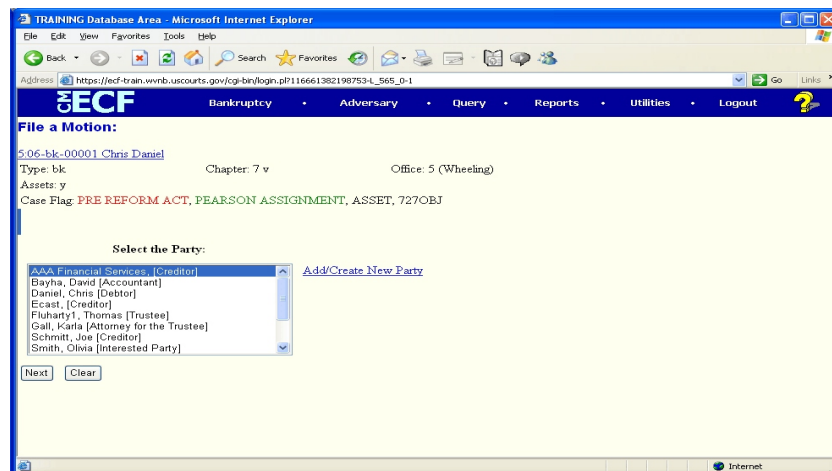 TRAINING Database Area - Microsoft Internet Explorer
File Edit View Favorites Tools Help
Back Search Favorites
Address https://ecf-train.wvnb.uscourts.gov/cgi-bin/login.pl?116661382198753-L_565_0-1 Go Links »
CM ECF Bankruptcy • Adversary • Query • Reports • Utilities • Logout ?
File a Motion:
5:06-bk-00001 Chris Daniel
Type: bk Chapter: 7 v Office: 5 (Wheeling)
Assets: y
Case Flag: PRE REFORM ACT, PEARSON ASSIGNMENT, ASSET, 727OBJ
Select the Party:
AAA Financial Services, [Creditor] Add/Create New Party
Bayha, David [Accountant]
Daniel, Chris [Debtor]
Ecast, [Creditor]
Fluharty1, Thomas [Trustee]
Gall, Karla [Attorney for the Trustee]
Schmitt, Joe [Creditor]
Smith, Olivia [Interested Party]
Next Clear
Internet